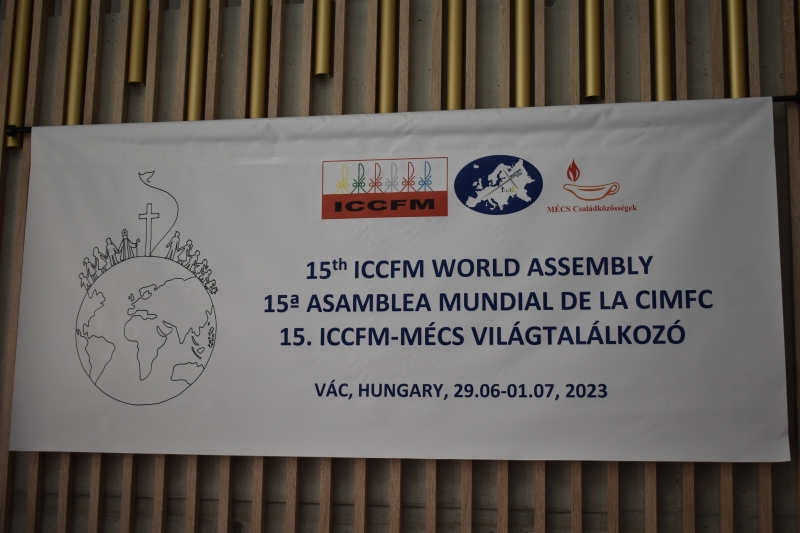 ICCFM
MÉCS Családközösségek
15th ICCFM WORLD ASSEMBLY
15ª ASAMBLEA MUNDIAL DE LA CIMFC
15. ICCFM-MÉCS VILÁGTALÁLKOZÓ
VÁC, HUNGARY, 29.06-01.07, 2023